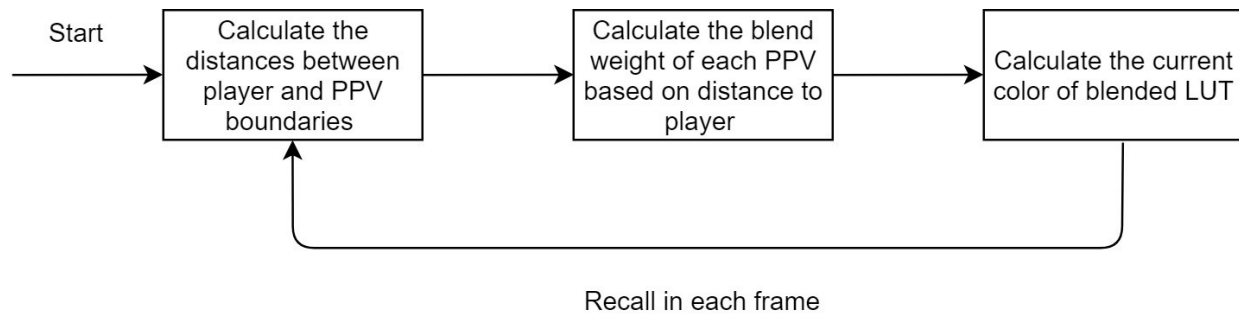 Start
Calculate the
distances between
player and PPV
boundaries
Calculate the blend
weight of each PPV
based on distance to
player
Calculate the current
color of blended LUT
Recall in each frame